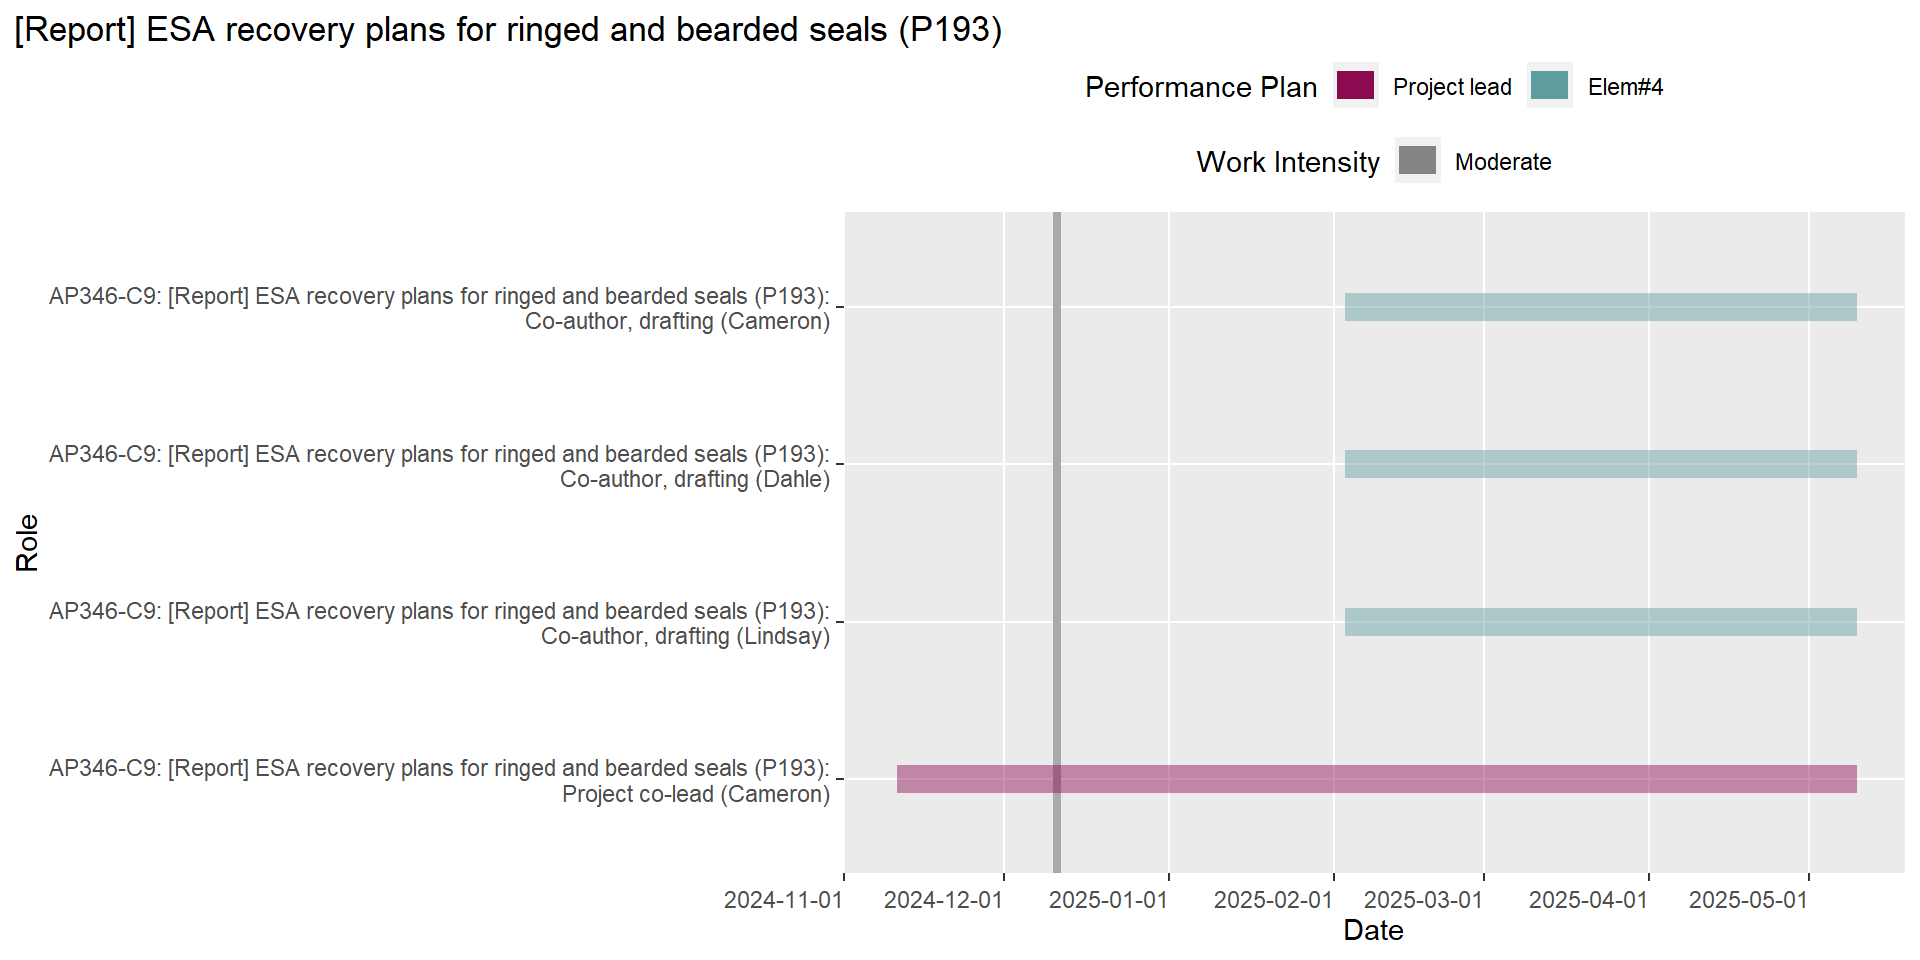 [Report] ESA recovery plans for ringed and bearded seals (P193)
Performance Plan Project lead Elem#4
Work Intensity Moderate
AP346-C9: [Report] ESA recovery plans for ringed and bearded seals (P193):
Co-author, drafting (Cameron)
AP346-C9: [Report] ESA recovery plans for ringed and bearded seals (P193):
Co-author, drafting (Dahle)
Role
AP346-C9: [Report] ESA recovery plans for ringed and bearded seals (P193):
Co-author, drafting (Lindsay)
AP346-C9: [Report] ESA recovery plans for ringed and bearded seals (P193):
Project co-lead (Cameron)
2024-11-01 2024-12-01 2025-01-01 2025-02-01 2025-03-01 2025-04-01 2025-05-01
Date